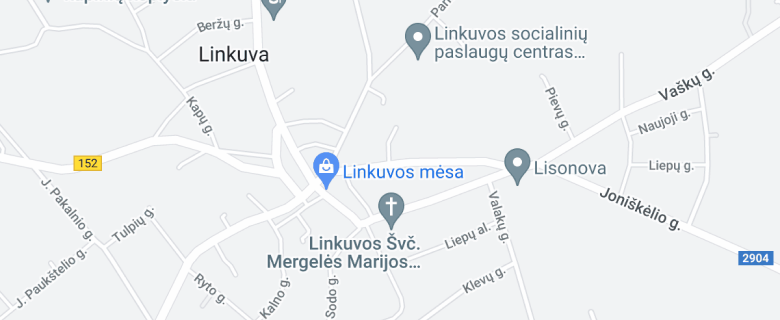 Beržų g.
Linkuva
Linkuvos socialinių
paslaugų centras...
Vaškų g.
Kapų g.
Pievų g.
Naujoji g.
152
Linkuvos mėsa
Lisonova
Liepų g.
J. Pakalnio g.
Joniškėlio g.
Valakų g.
Tulpių g.
Linkuvos Švč.
Mergelės Marijos...
Liepų al.
2904
J. Paukštelio g.
Ryto g.
Kalno g.
Sodo g.
Klevų g.